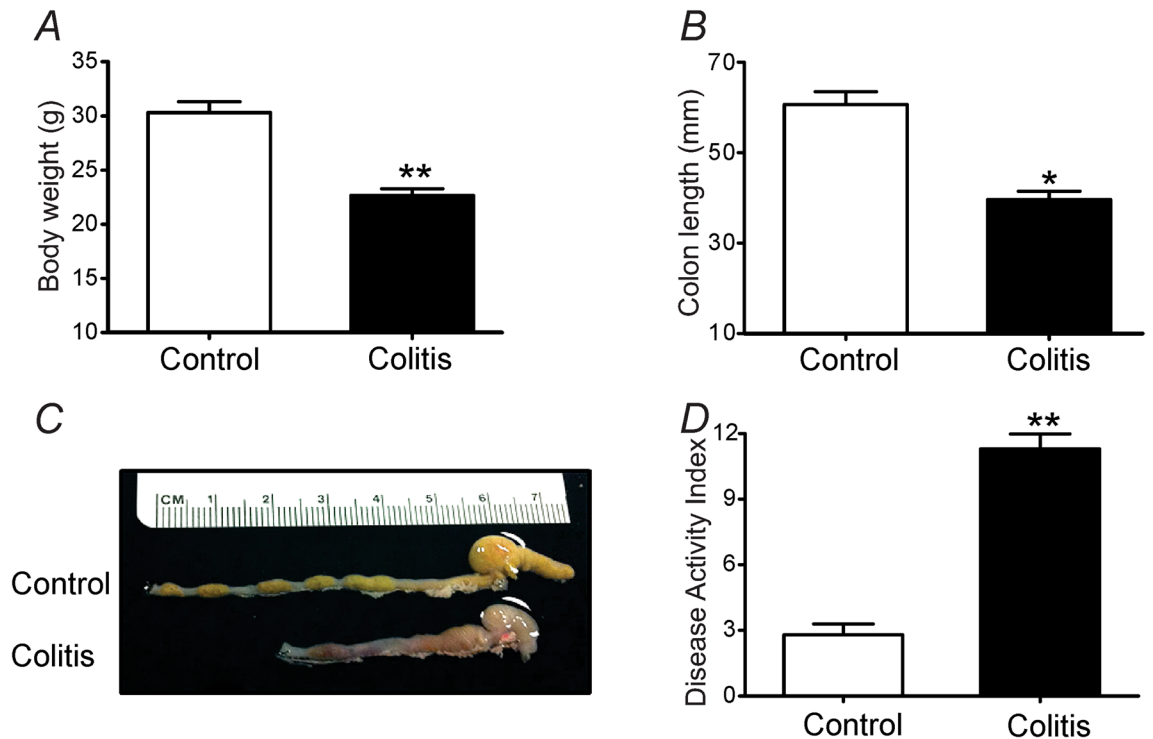 A
Body weight (g)
35
30
25
20
15
10
**
Control
Colitis
B
Colon length (mm)
70
50
30
10
*
Control
Colitis
C
CM 1 2 3 4 5 6 7
Control
Colitis
D
Disease Activity Index
12
9
6
3
0
**
Control
Colitis